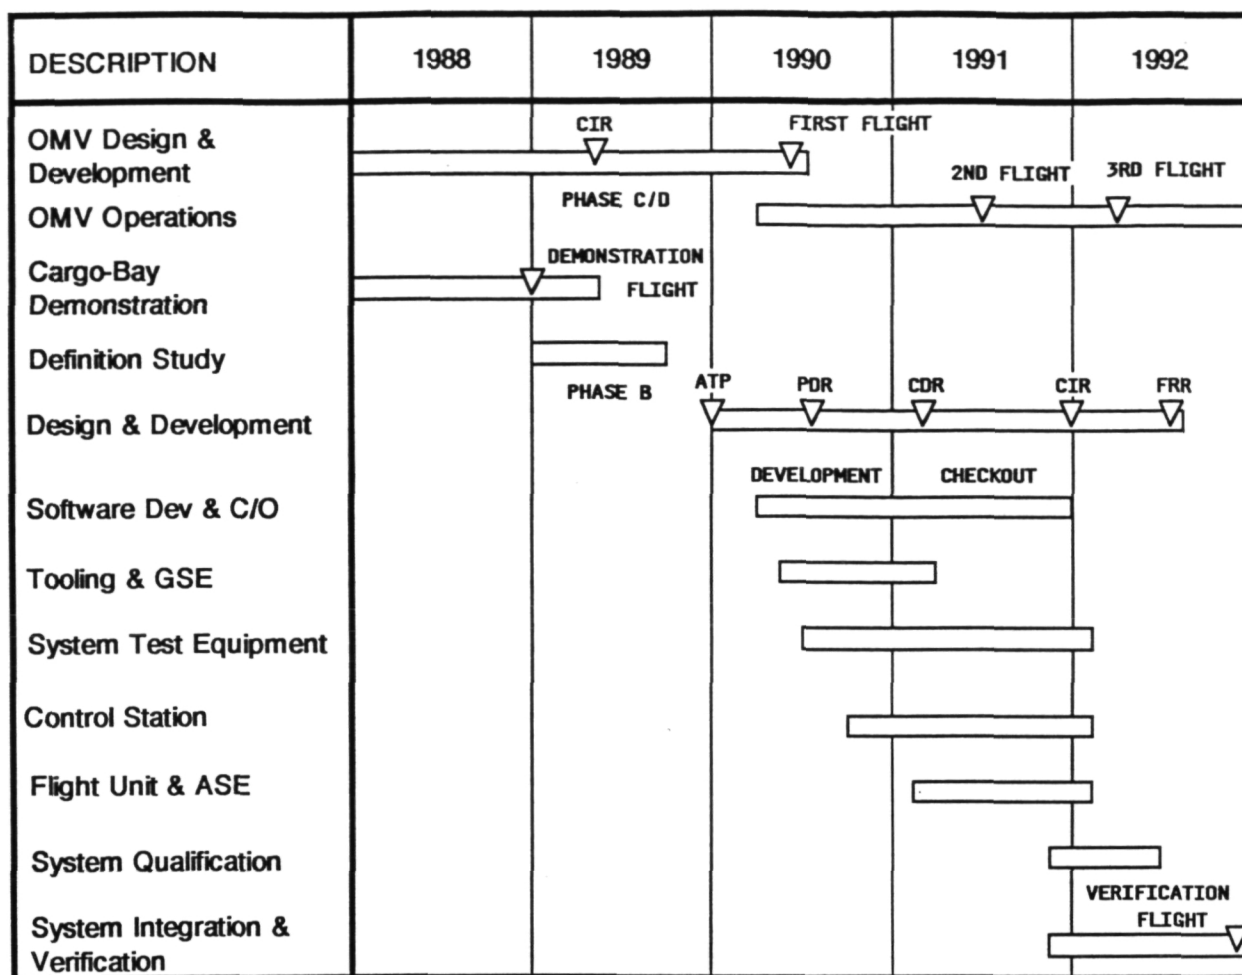 DESCRIPTION 1988 1989 1990 1991 1992
CIR FIRST FLIGHT
OMV Design &
Development
2ND FLIGHT 3RD FLIGHT
PHASE C/D
OMV Operations
DEMONSTRATION
Cargo-Bay
FLIGHT
Demonstration
Definition Study
ATP PDR CDR CIR FRR
PHASE B
Design & Development
DEVELOPMENT CHECKOUT
Software Dev & C/O
Tooling & GSE
System Test Equipment
Control Station
Flight Unit & ASE
System Qualification
VERIFICATION
FLIGHT
System Integration &
Verification